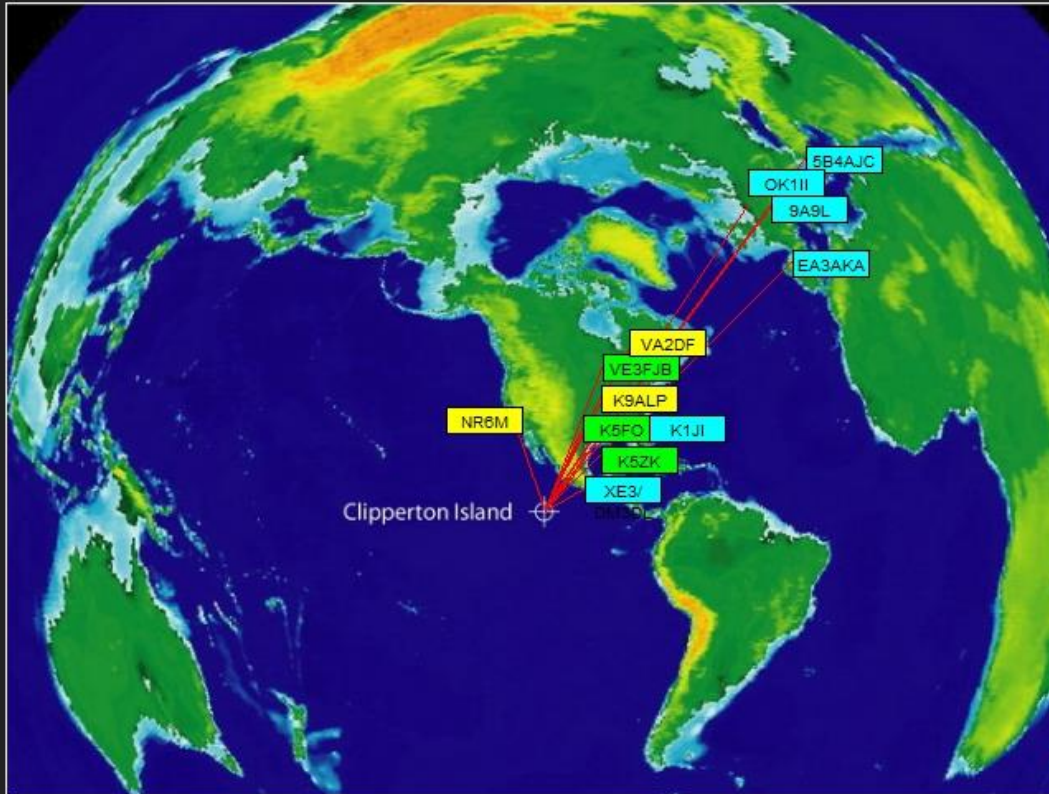 5B4AJC
OK1II
9A9L
EA3AKA
VA2DF
VE3FJB
K9ALP
NR6M
K5FO K1JI
K5ZK
XE3/
Clipperton Island